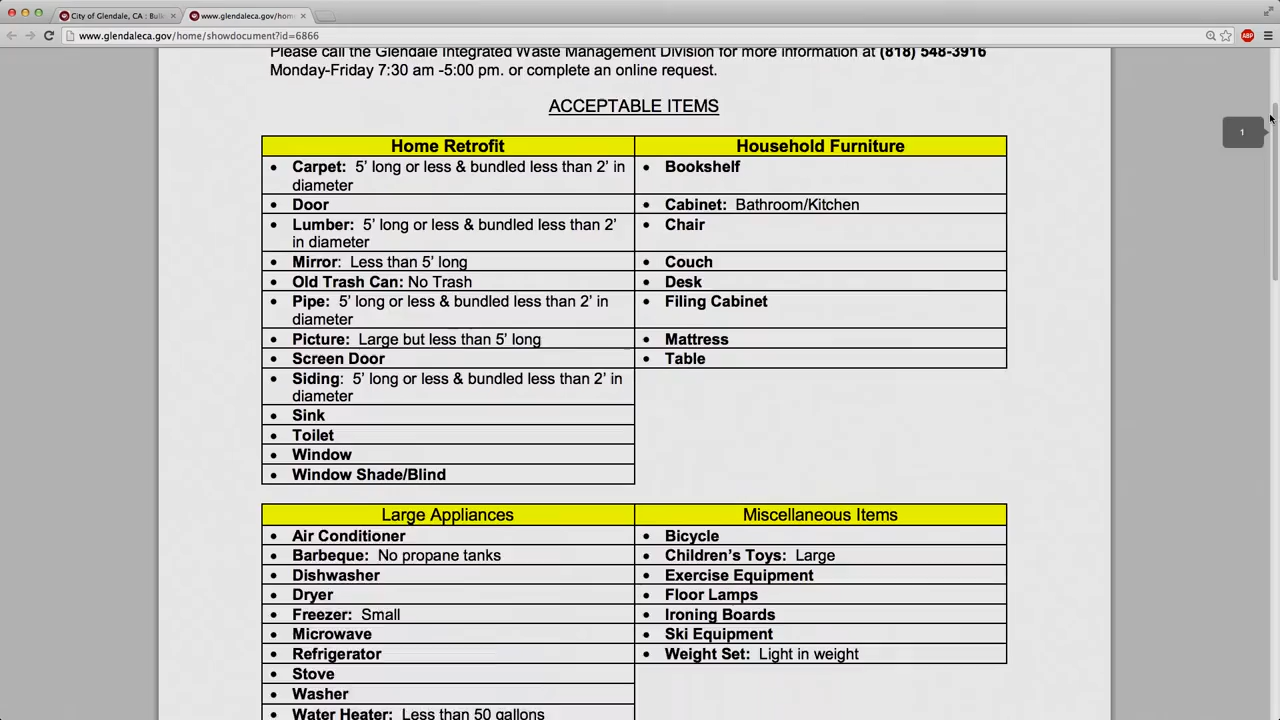 City of Glendale, CA : Bulk
www.glendaleca.gov/hom
www.glendaleca.gov/home/showdocument?id=6866
ABP
Please call the Glendale Integrated Waste Management Division for more information at (818) 548-3916
Monday-Friday 7:30 am -5:00 pm. or complete an online request.
1
ACCEPTABLE ITEMS
Home Retrofit
Household Furniture
• Carpet: 5’ long or less & bundled less than 2’ in
diameter
• Bookshelf
• Door
• Cabinet: Bathroom/Kitchen
• Lumber: 5’ long or less & bundled less than 2’
in diameter
• Chair
• Mirror: Less than 5’ long
• Couch
• Old Trash Can: No Trash
• Desk
• Pipe: 5’ long or less & bundled less than 2’ in
diameter
• Filing Cabinet
• Picture: Large but less than 5’ long
• Mattress
• Screen Door
• Table
• Siding: 5’ long or less & bundled less than 2’ in
diameter
• Sink
• Toilet
• Window
• Window Shade/Blind
Large Appliances
Miscellaneous Items
• Air Conditioner
• Bicycle
• Barbeque: No propane tanks
• Children’s Toys: Large
• Dishwasher
• Exercise Equipment
• Dryer
• Floor Lamps
• Freezer: Small
• Ironing Boards
• Microwave
• Ski Equipment
• Refrigerator
• Weight Set: Light in weight
• Stove
• Washer
• Water Heater: Less than 50 gallons